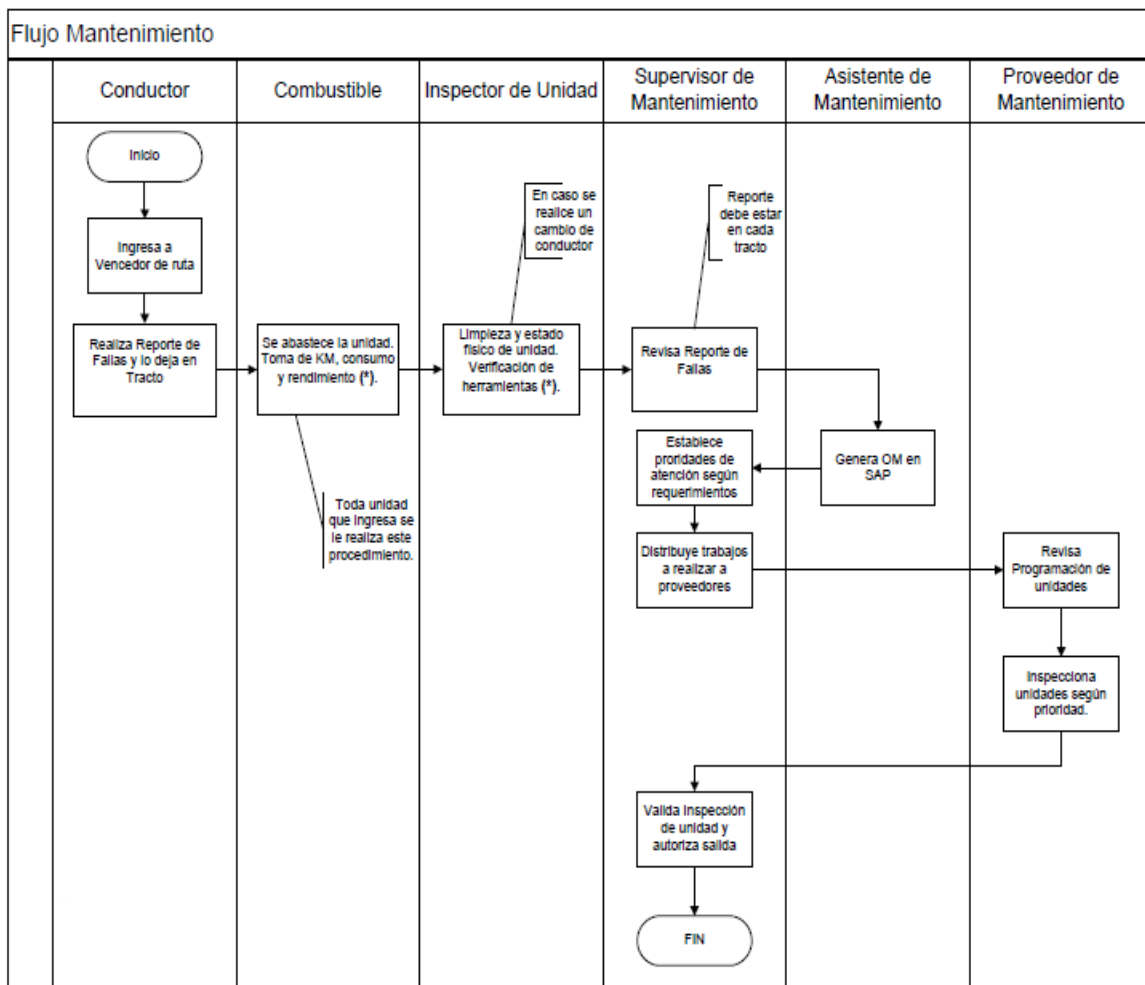 Flujo Mantenimiento
Conductor
Combustible
Inspector de Unidad
Supervisor de
Mantenimiento
Asistente de
Mantenimiento
Proveedor de
Mantenimiento
Inicio
Ingresa a
Vencedor de ruta
Realiza Reporte de
Fallas y lo deja en
Tracto
Se abastece la unidad.
Toma de KM, consumo
y rendimiento (*).
Toda unidad
que ingresa se
le realiza este
procedimiento.
En caso se
realice un
cambio de
conductor
Limpieza y estado
físico de unidad.
Verificación de
herramientas (*).
Reporte
debe estar
en cada
tracto
Revisa Reporte de
Fallas
Genera OM en
SAP
Establece
proridades de
atención según
requerimientos
Distribuye trabajos
a realizar a
proveedores
Revisa
Programación de
unidades
Inspecciona
unidades según
prioridad.
Valida Inspección
de unidad y
autoriza salida
FIN